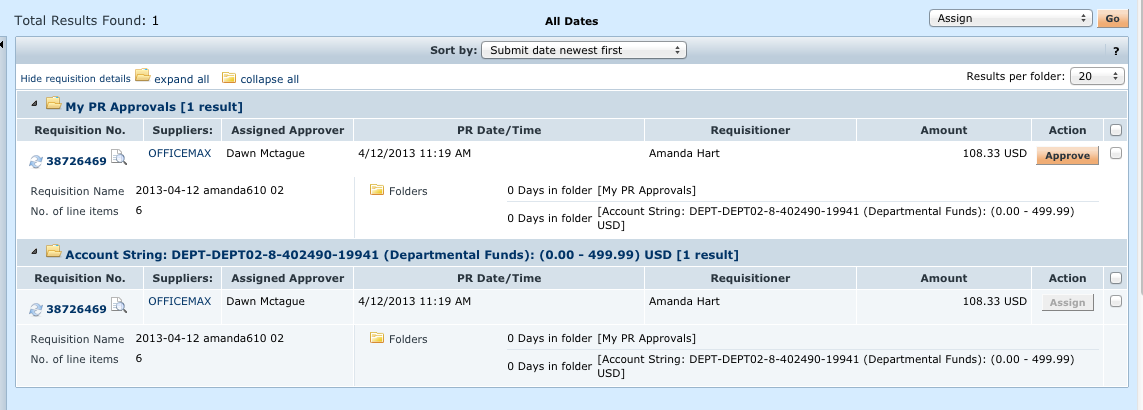 Total Results Found: 1
All Dates
Assign
Go
Sort by: Submit date newest first
?
Hide requisition details expand all collapse all
Results per folder: 20
My PR Approvals [1 result]
Requisition No. Suppliers: Assigned Approver PR Date/Time Requisitioner Amount Action
38726469 OFFICEMAX Dawn Mctague 4/12/2013 11:19 AM Amanda Hart 108.33 USD Approve
Requisition Name 2013-04-12 amanda610 02 Folders 0 Days in folder [My PR Approvals]
No. of line items 6 0 Days in folder [Account String: DEPT-DEPT02-8-402490-19941 (Departmental Funds): (0.00 - 499.99)
USD]
Account String: DEPT-DEPT02-8-402490-19941 (Departmental Funds): (0.00 - 499.99) USD [1 result]
Requisition No. Suppliers: Assigned Approver PR Date/Time Requisitioner Amount Action
38726469 OFFICEMAX Dawn Mctague 4/12/2013 11:19 AM Amanda Hart 108.33 USD Assign
Requisition Name 2013-04-12 amanda610 02 Folders 0 Days in folder [My PR Approvals]
No. of line items 6 0 Days in folder [Account String: DEPT-DEPT02-8-402490-19941 (Departmental Funds): (0.00 - 499.99)
USD]